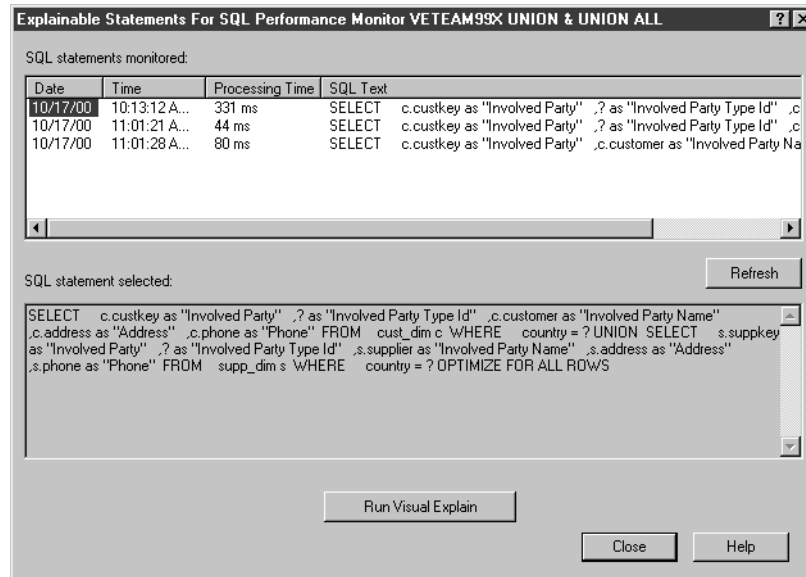 Explainable Statements For SQL Performance Monitor VETEAM99X UNION & UNION ALL
SQL statements monitored:
Date Time Processing Time SQL Text
10/17/00 10:13:12 A... 331 ms SELECT c.custkey as "Involved Party" ,? as "Involved Party Type Id" ,c
10/17/00 11:01:21 A... 44 ms SELECT c.custkey as "Involved Party" ,? as "Involved Party Type Id" ,c
10/17/00 11:01:28 A... 80 ms SELECT c.custkey as "Involved Party" ,c.customer as "Involved Party Na
Refresh
SQL statement selected:
SELECT c.custkey as "Involved Party" ,? as "Involved Party Type Id" ,c.customer as "Involved Party Name"
,c.address as "Address" ,c.phone as "Phone" FROM cust_dim c WHERE country = ? UNION SELECT s.suppkey
as "Involved Party" ,? as "Involved Party Type Id" ,s.supplier as "Involved Party Name" ,s.address as "Address"
,s.phone as "Phone" FROM supp_dim s WHERE country = ? OPTIMIZE FOR ALL ROWS
Run Visual Explain
Close Help